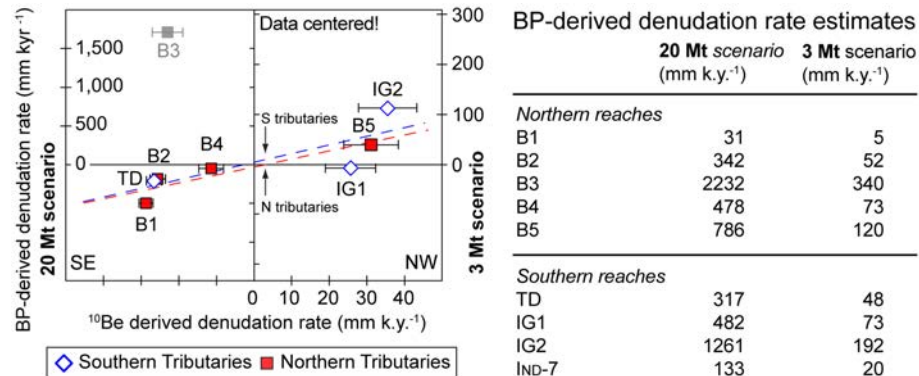 Data centered!
BP-derived denudation rate (mm kyr -1)
20 Mt scenario
1,500
1,000
500
0
300
200
100
0
3 Mt scenario
B3
IG2
S tributaries
B5
B4
B2
TD
IG1
B1
N tributaries
SE
NW
0 10 20 30 40
10Be derived denudation rate (mm k.y.-1)
Southern Tributaries Northern Tributaries
BP-derived denudation rate estimates
20 Mt scenario 3 Mt scenario
(mm k.y.-1) (mm k.y.-1)
Northern reaches
B1 31 5
B2 342 52
B3 2232 340
B4 478 73
B5 786 120
Southern reaches
TD 317 48
IG1 482 73
IG2 1261 192
IND-7 133 20